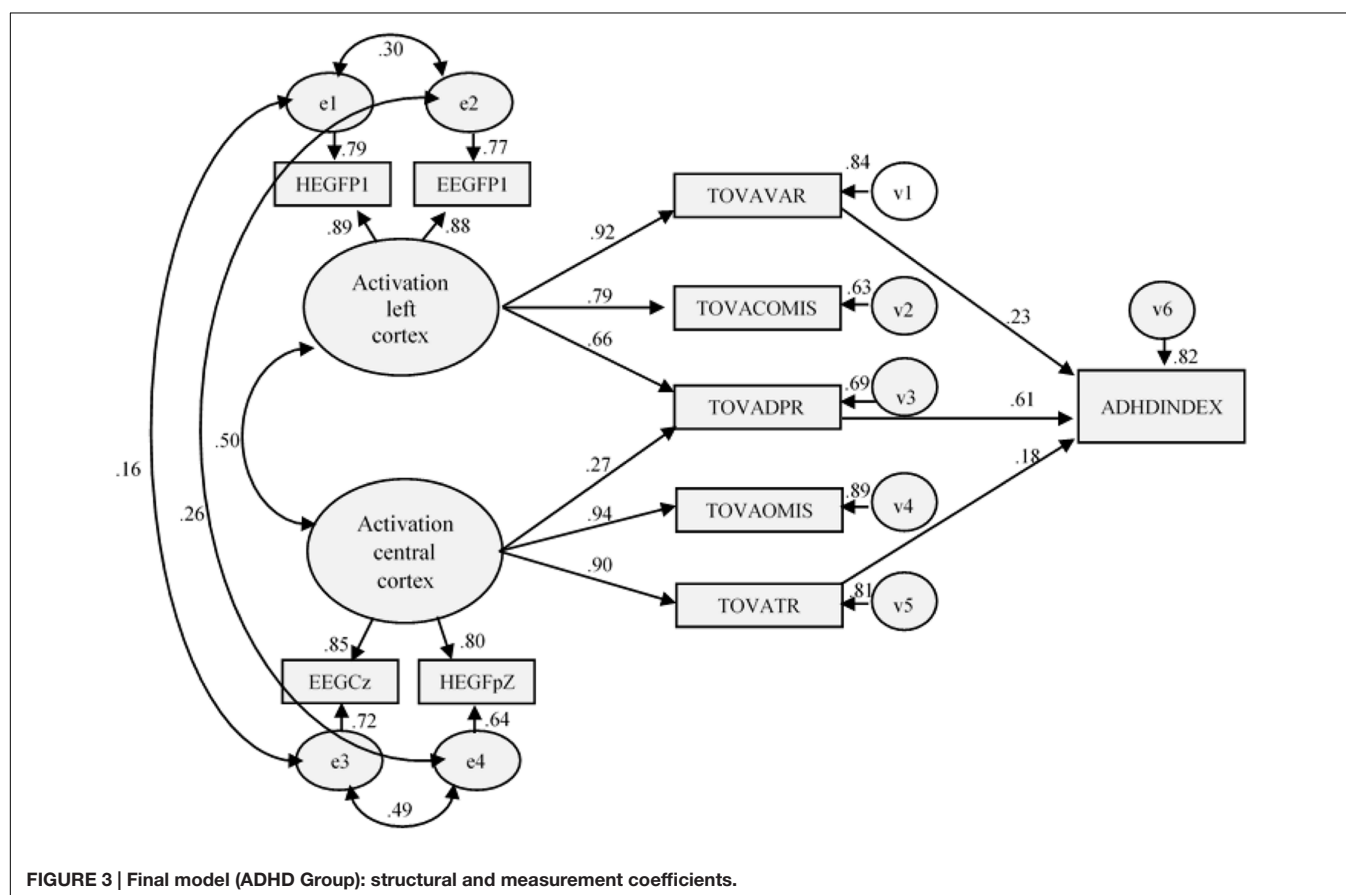 .30
e1
e2
.79
.77
HEGFP1
EEGFP1
.89
.88
Activation
left
cortex
.92
.79
.66
TOVAVAR
.84
v1
TOVACOMIS
.63
v2
TOVADPR
.69
v3
.23
.61
.18
v6
.82
ADHDINDEX
.50
.16
.26
Activation
central
cortex
.27
.94
.90
TOVAOMIS
.89
v4
TOVATR
.81
v5
.85
.80
EEGCz
HEGFpZ
.72
.64
e3
e4
.49
FIGURE 3 | Final model (ADHD Group): structural and measurement coefficients.